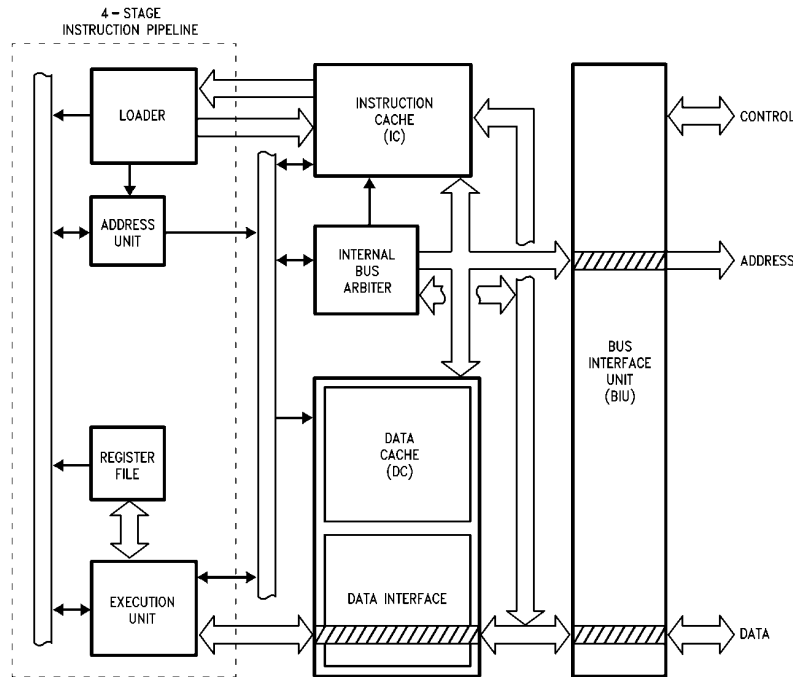 4-STAGE
INSTRUCTION PIPELINE
LOADER
INSTRUCTION
CACHE
(IC)
CONTROL
ADDRESS
UNIT
INTERNAL
BUS
ARBITER
ADDRESS
BUS
INTERFACE
UNIT
(BIU)
REGISTER
FILE
DATA
CACHE
(DC)
EXECUTION
UNIT
DATA INTERFACE
DATA